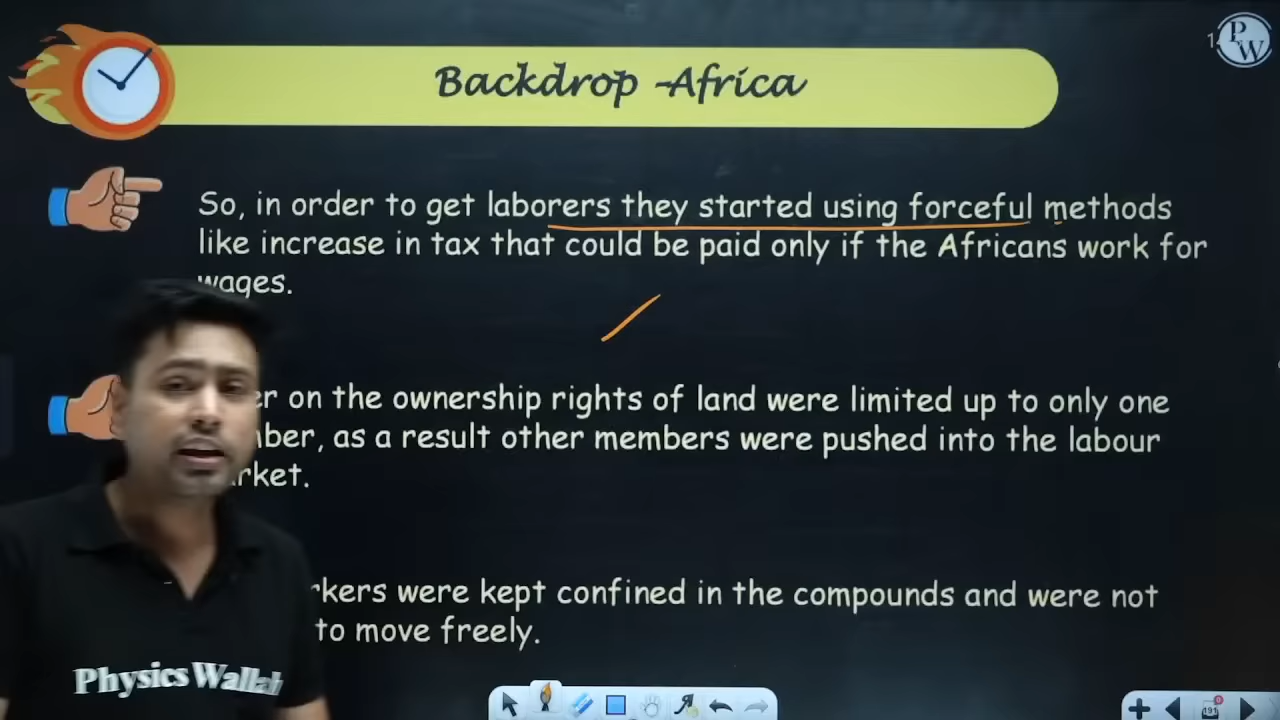 PW
Backdrop -Africa
So, in order to get laborers they started using forceful methods
like increase in tax that could be paid only if the Africans work for
wages.
on the ownership rights of land were limited up to only one
as a result other members were pushed into the labour
were kept confined in the compounds and were not
to move freely.
Physics Wallah
191